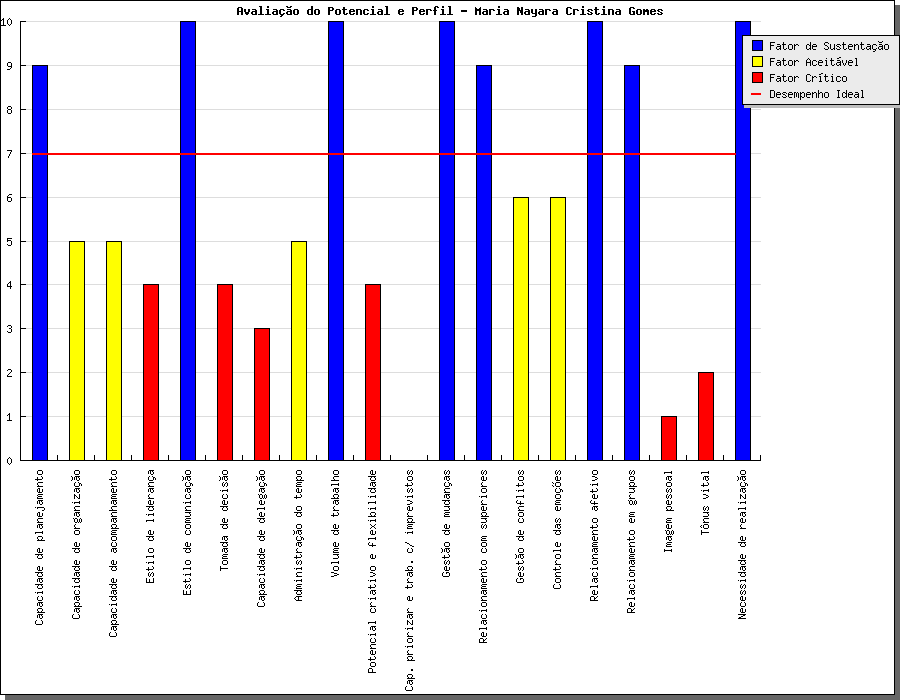 Avaliação do Potencial e Perfil - Maria Nayara Cristina Gomes
10
9
8
7
6
5
4
3
2
1
0
Fator de Sustentação
Fator Aceitável
Fator Crítico
Desempenho Ideal
Capacidade de planejamento
Capacidade de organização
Capacidade de acompanhamento
Estilo de liderança
Estilo de comunicação
Tomada de decisão
Capacidade de delegação
Administração do tempo
Volume de trabalho
Potencial criativo e flexibilidade
Cap. priorizar e trab. c/ imprevistos
Gestão de mudanças
Relacionamento com superiores
Gestão de conflitos
Controle das emoções
Relacionamento afetivo
Relacionamento em grupos
Imagem pessoal
Tônus vital
Necessidade de realização